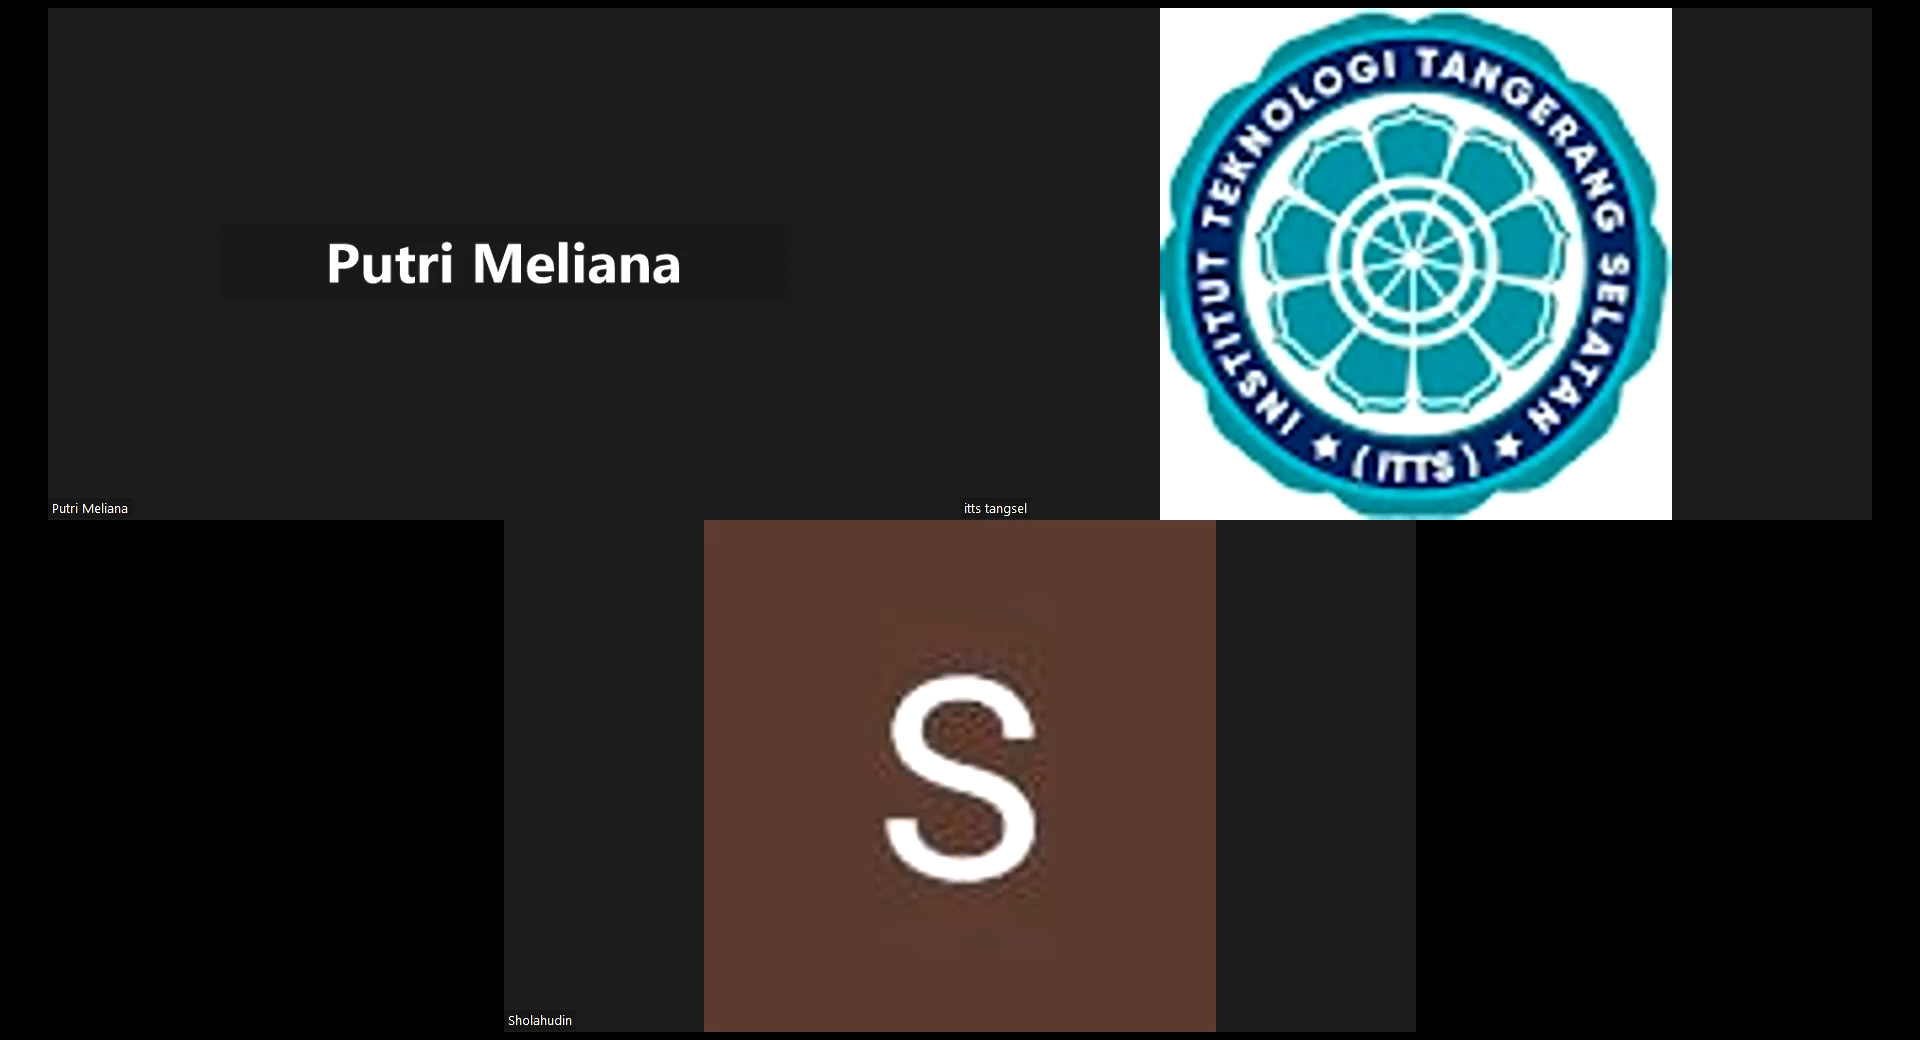 Putri Meliana
Putri Meliana
INSTITUT TEKNOLOGI TANGERANG SELATAN
( ITTS )
itts tangsel
S
Sholahudin